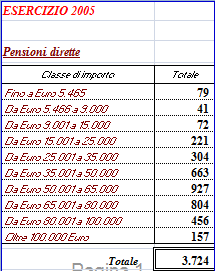 ESERCIZIO 2005
Pensioni dirette
Classe di importo Totale
Fino a Euro 5.465 79
Da Euro 5.466 a 9.000 41
Da Euro 9.001 a 15.000 72
Da Euro 15.001 a 25.000 221
Da Euro 25.001 a 35.000 304
Da Euro 35.001 a 50.000 663
Da Euro 50.001 a 65.000 927
Da Euro 65.001 a 80.000 804
Da Euro 80.001 a 100.000 456
Oltre 100.000 Euro 157
Totale 3.724
Pagina 1